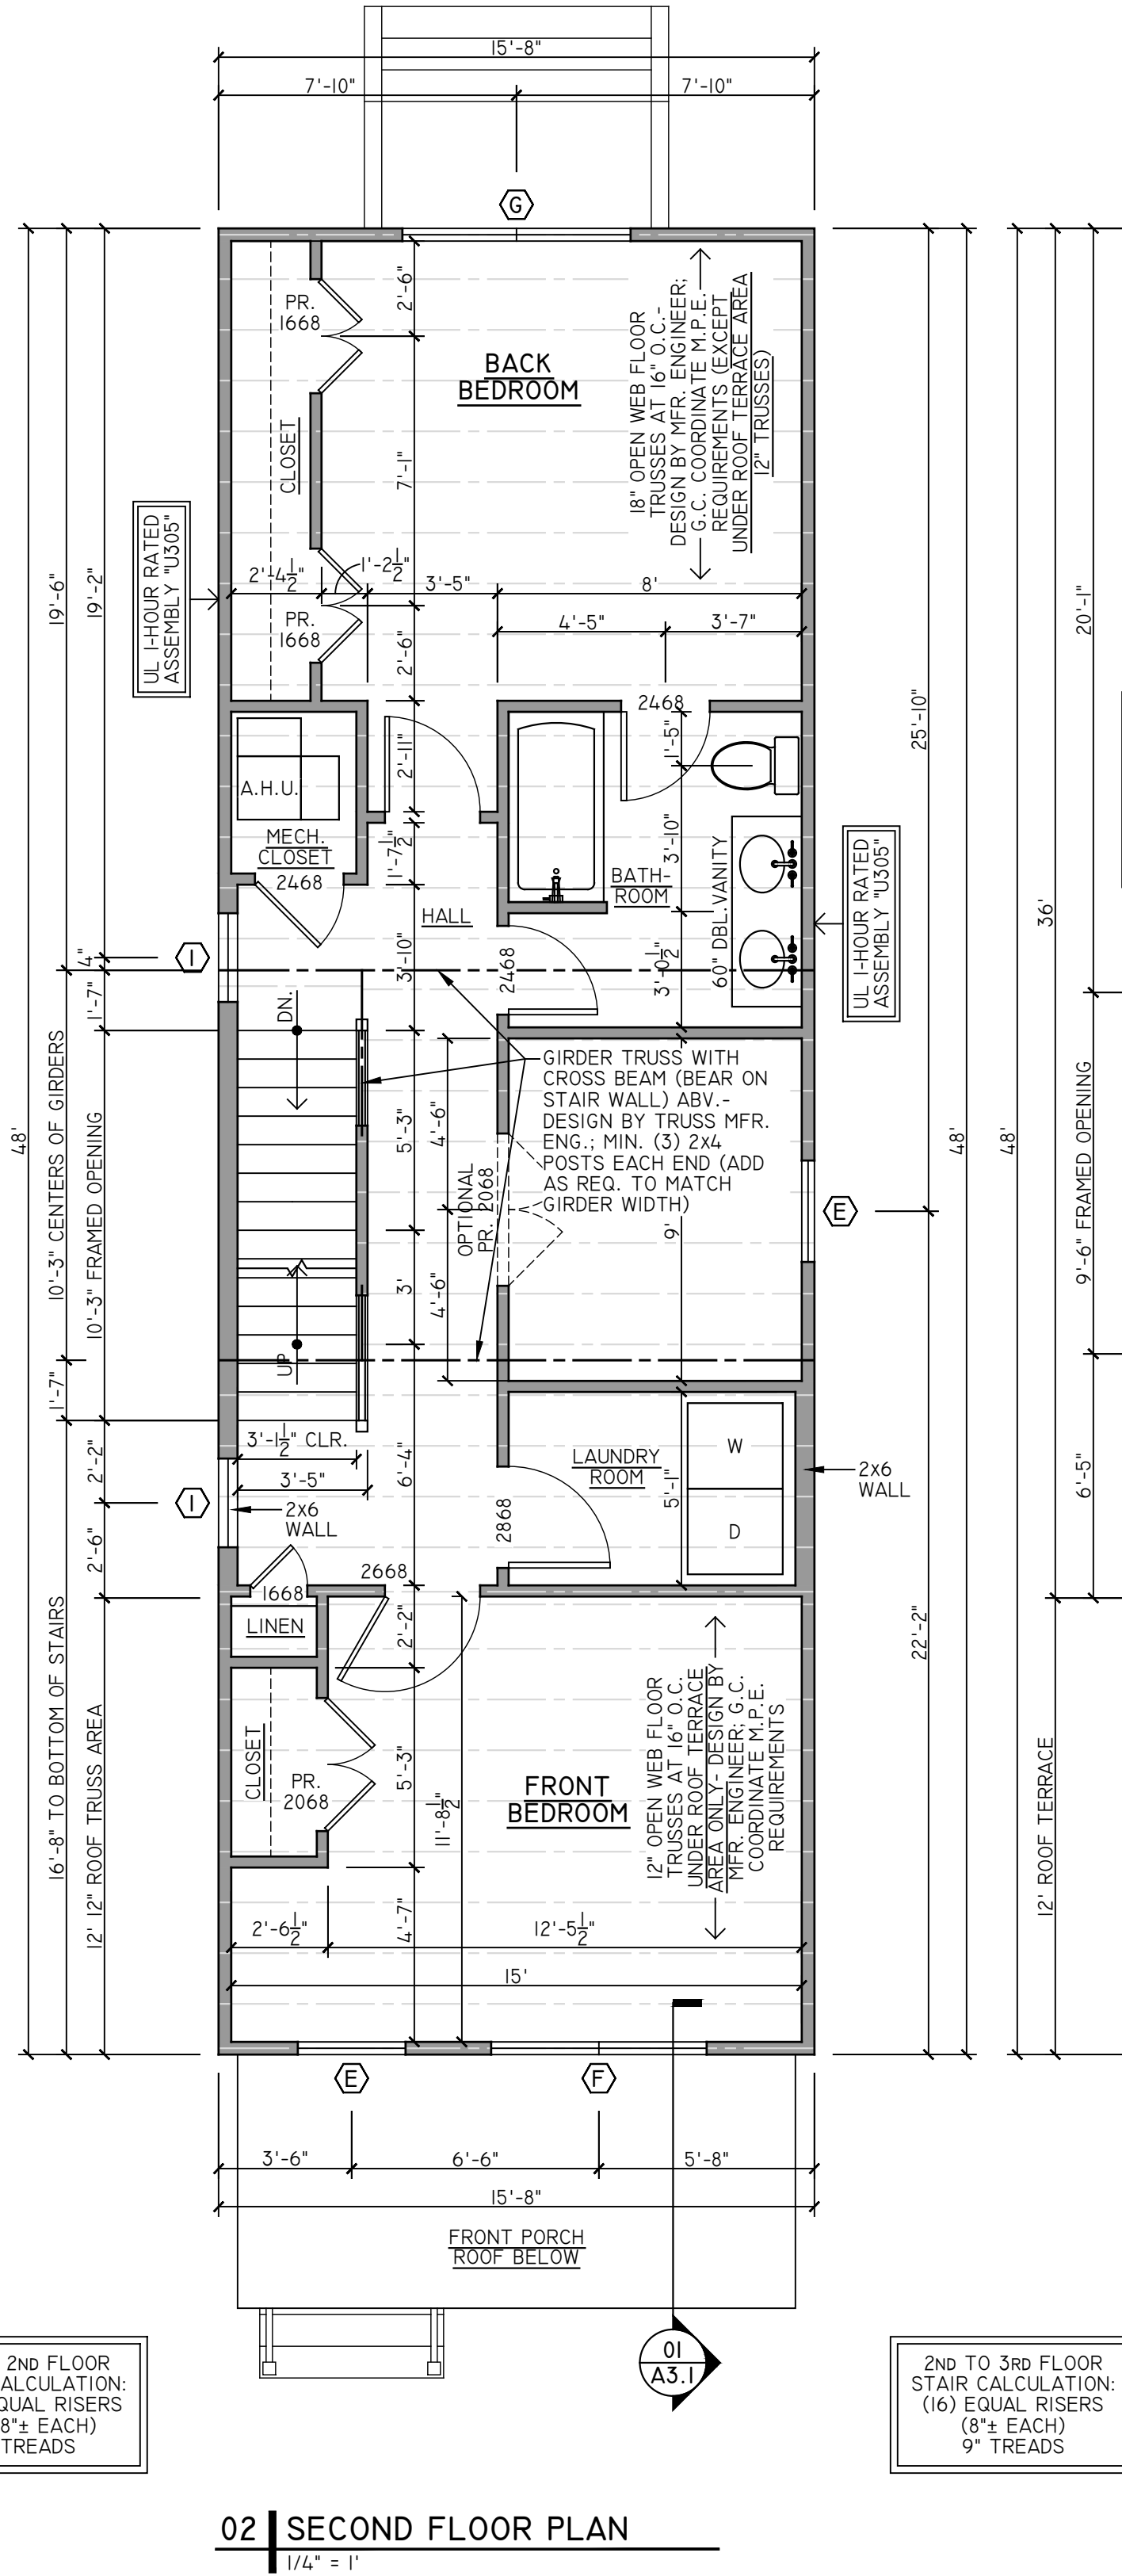 15'-8"
7'-10"
7'-10"
G
2'-6"
PR.
1668
BACK
BEDROOM
18" OPEN WEB FLOOR
TRUSSES AT 16" O.C.-
DESIGN BY MFR. ENGINEER;
G.C. COORDINATE M.P.E.
REQUIREMENTS (EXCEPT
UNDER ROOF TERRACE AREA
12" TRUSSES)
CLOSET
7'-1"
UL 1-HOUR RATED
ASSEMBLY "U305"
19'-6"
19'-2"
2'-4 1/2"
1'-2 1/2"
3'-5"
8'
4'-5"
3'-7"
PR.
1668
2'-6"
20'-1"
25'-10"
2468
1'-5"
2'-11"
A.H.U.
MECH.
CLOSET
2468
1'-7 1/2"
3'-10"
BATH-
ROOM
60" DBL. VANITY
UL 1-HOUR RATED
ASSEMBLY "U305"
36'
HALL
4"
I
1'-7"
3'-10"
2468
3'-0 1/2"
DN.
48'
10'-3" CENTERS OF GIRDERS
10'-3" FRAMED OPENING
5'-3"
4'-6"
GIRDER TRUSS WITH
CROSS BEAM (BEAR ON
STAIR WALL) ABV.-
DESIGN BY TRUSS MFR.
ENG.; MIN. (3) 2x4
POSTS EACH END (ADD
AS REQ. TO MATCH
GIRDER WIDTH)
OPTIONAL
PR. 2068
9'
E
48'
48'
9'-6" FRAMED OPENING
3'
4'-6"
UP
1'-7"
3'-1 1/2" CLR.
3'-5"
6'-4"
2'-2"
LAUNDRY
ROOM
W
D
5'-1"
2x6
WALL
6'-5"
I
2x6
WALL
2868
2'-6"
1668
2668
LINEN
2'-2"
16'-8" TO BOTTOM OF STAIRS
12' 12" ROOF TRUSS AREA
22'-2"
CLOSET
PR.
2068
5'-3"
11'-8 1/2"
FRONT
BEDROOM
12" OPEN WEB FLOOR
TRUSSES AT 16" O.C.
UNDER ROOF TERRACE
AREA ONLY- DESIGN BY
MFR. ENGINEER; G.C.
COORDINATE M.P.E.
REQUIREMENTS
12' ROOF TERRACE
4'-7"
2'-6 1/2"
12'-5 1/2"
15'
E
F
3'-6"
6'-6"
5'-8"
15'-8"
FRONT PORCH
ROOF BELOW
01
A3.1
2ND FLOOR
ALCULATION:
QUAL RISERS
8"± EACH)
TREADS
2ND TO 3RD FLOOR
STAIR CALCULATION:
(16) EQUAL RISERS
(8"± EACH)
9" TREADS
02 SECOND FLOOR PLAN
1/4" = 1'